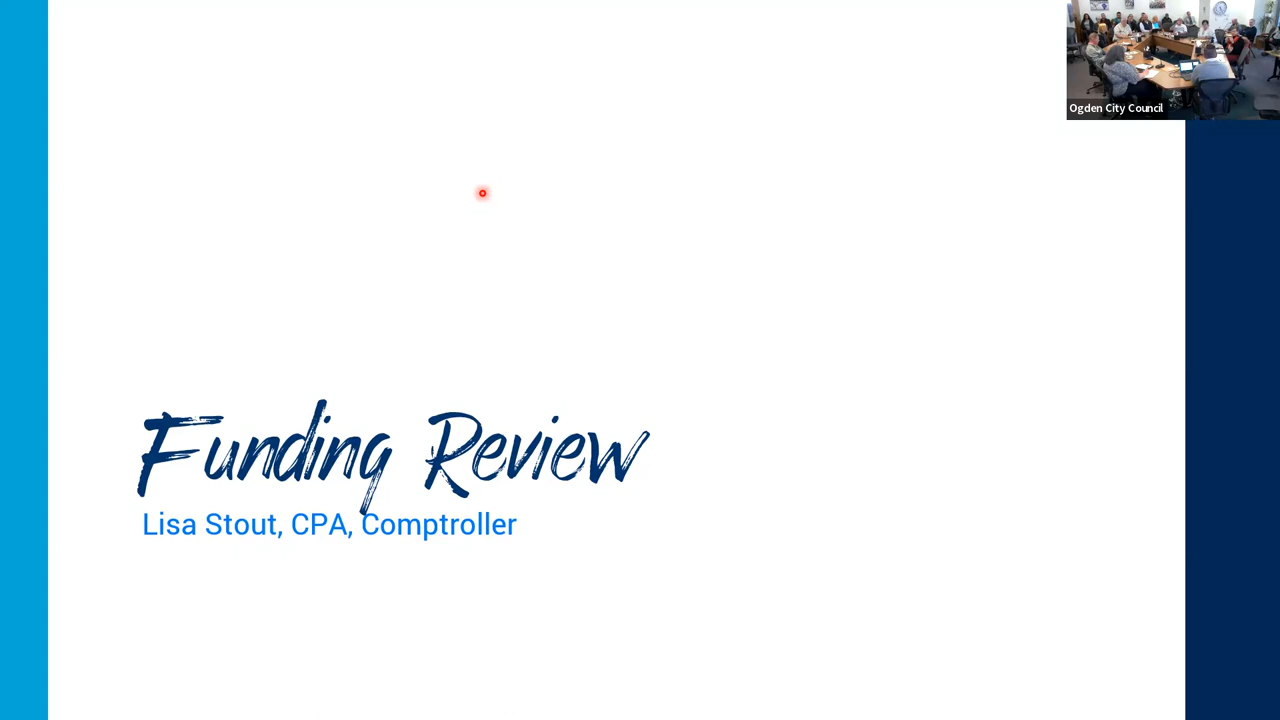 Ogden City Council
Funding Review
Lisa Stout, CPA, Comptroller